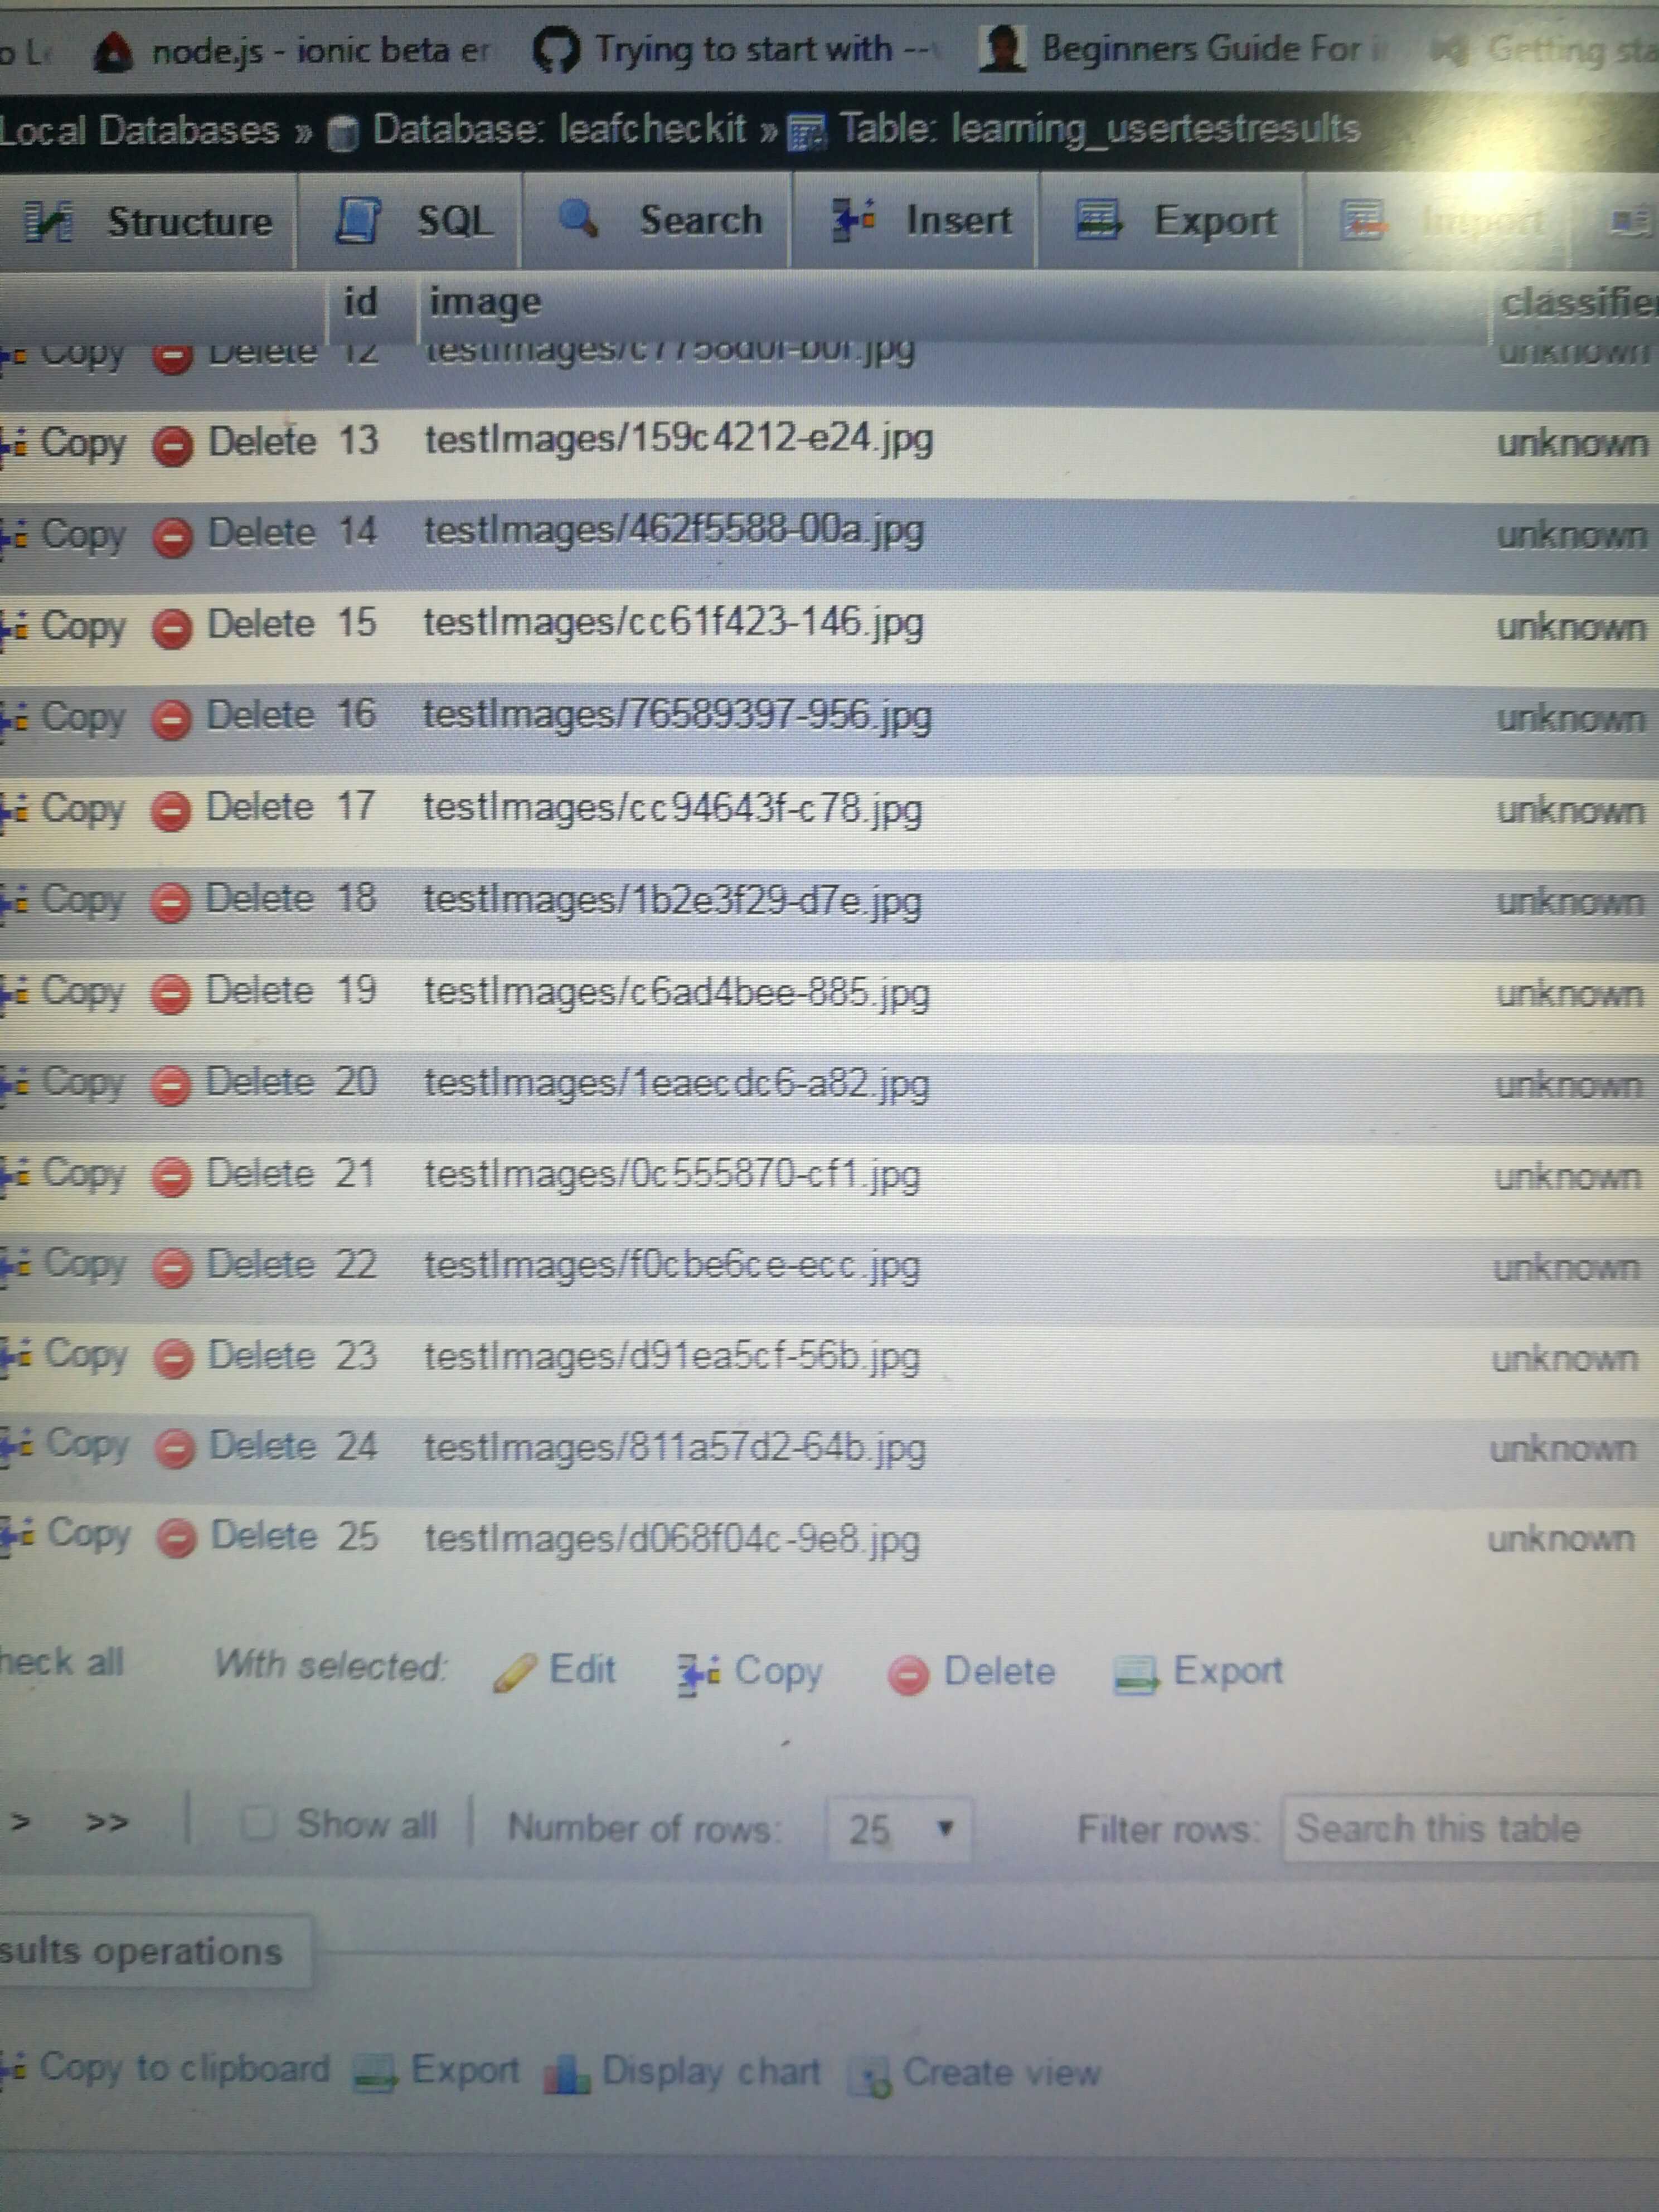 node.js - ionic beta er Trying to start with -- Beginners Guide For Getting sta
Local Databases » Database: leafcheckit » Table: learning_usertestresults
Structure SQL Search Insert Export Import
id image classifier
Copy Delete 12 unknown
Copy Delete 13 testImages/159c4212-e24.jpg unknown
Copy Delete 14 testImages/462f5588-00a.jpg unknown
Copy Delete 15 testImages/cc61f423-146.jpg unknown
Copy Delete 16 testImages/76589397-956.jpg unknown
Copy Delete 17 testImages/cc94643f-c78.jpg unknown
Copy Delete 18 testImages/1b2e3f29-d7e.jpg unknown
Copy Delete 19 testImages/c6ad4bee-885.jpg unknown
Copy Delete 20 testImages/1eaecdc6-a82.jpg unknown
Copy Delete 21 testImages/0c555870-cf1.jpg unknown
Copy Delete 22 testImages/f0cbe6ce-ecc.jpg unknown
Copy Delete 23 testImages/d91ea5cf-56b.jpg unknown
Copy Delete 24 testImages/811a57d2-64b.jpg unknown
Copy Delete 25 testImages/d068f04c-9e8.jpg unknown
heck all With selected: Edit Copy Delete Export
> >> | Show all | Number of rows: 25 Filter rows: Search this table
sults operations
Copy to clipboard Export Display chart Create view